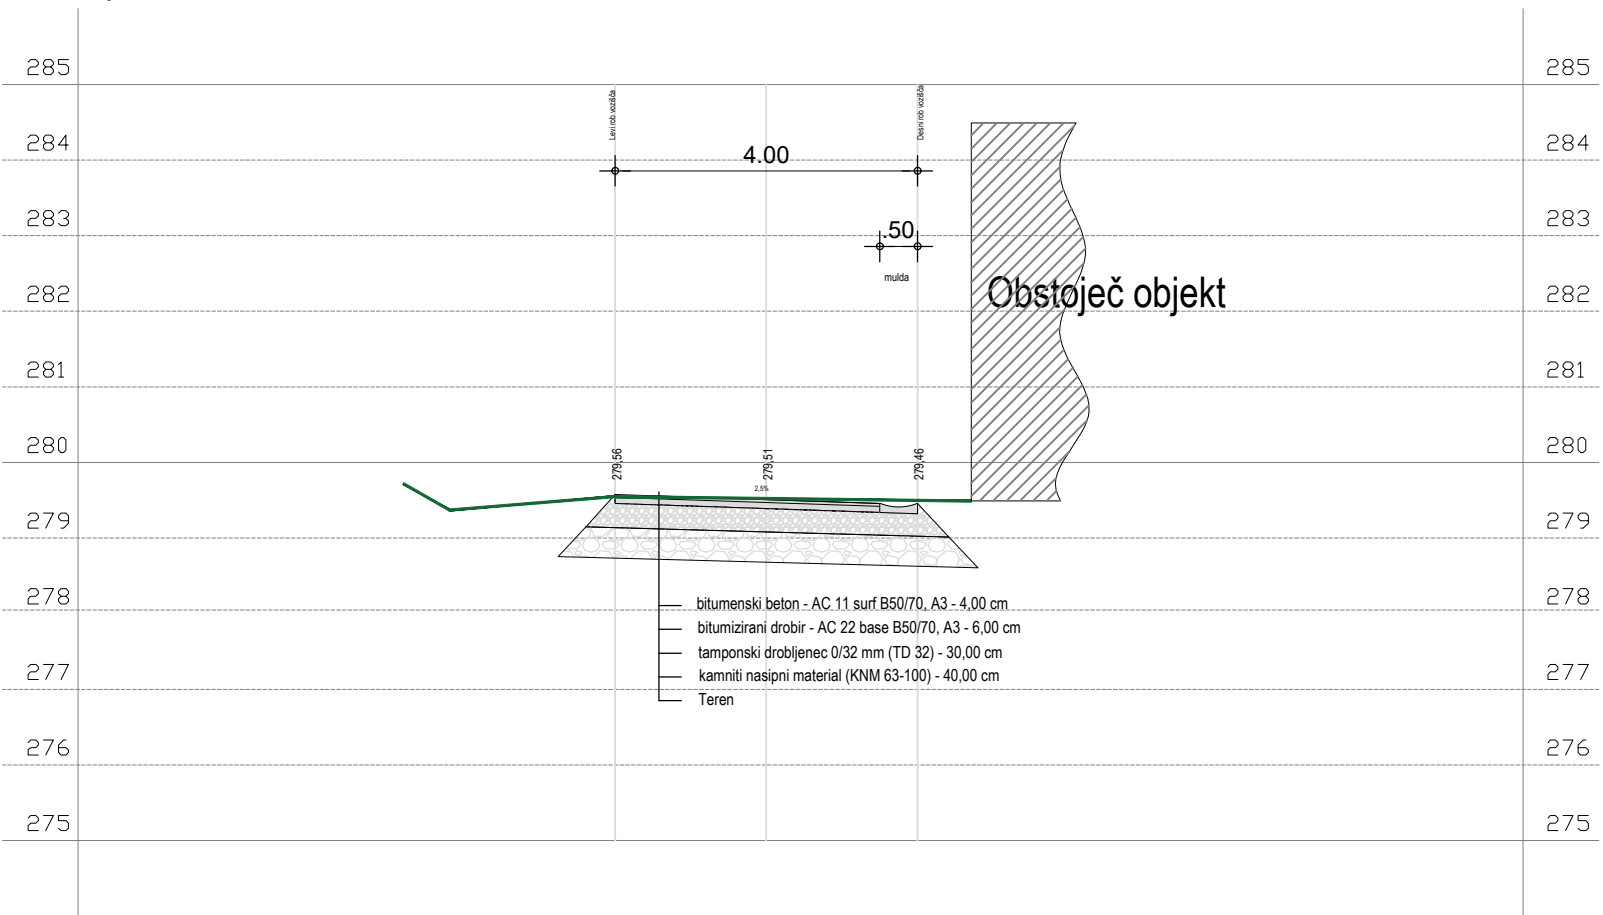 285 285
Levi rob vozišča
Desni rob vozišča
284 284
4.00
283 283
.50
mulda
282 Obstoječ objekt 282
281 281
280 280
279,56
279,51
279,46
2,5%
279 279
278 278
bitumenski beton - AC 11 surf B50/70, A3 - 4,00 cm
bitumizirani drobir - AC 22 base B50/70, A3 - 6,00 cm
tamponski drobljenec 0/32 mm (TD 32) - 30,00 cm
277 277
kamniti nasipni material (KNM 63-100) - 40,00 cm
Teren
276 276
275 275